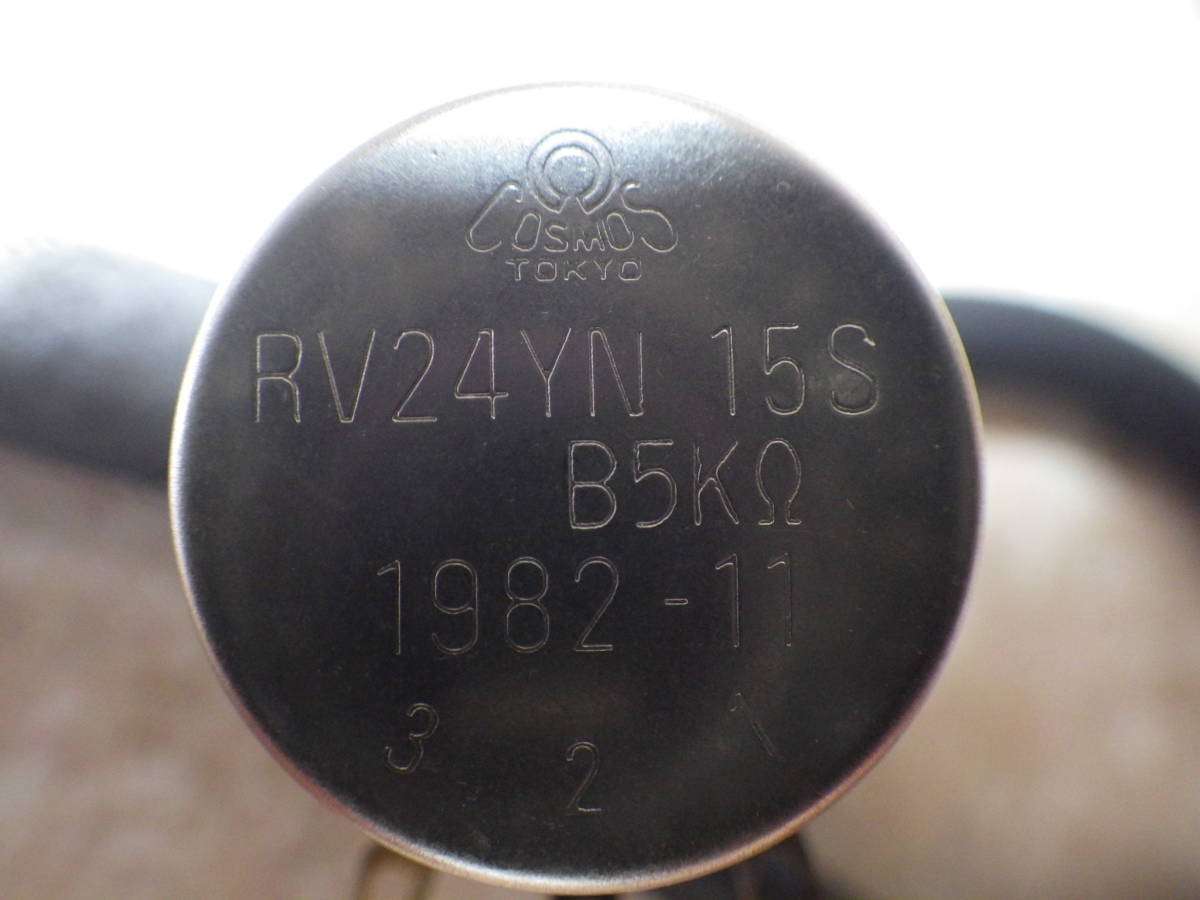 COSMOS
TOKYO
RV24YN 15S
B5KΩ
1982-11
3 2 1